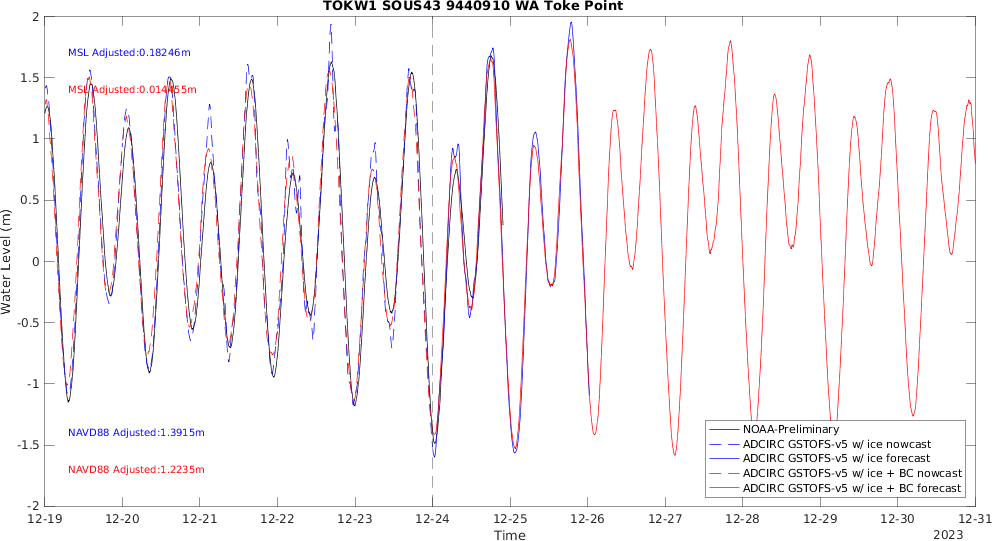 TOKW1 SOUS43 9440910 WA Toke Point
Water Level (m)
2
1.5
1
0.5
0
-0.5
-1
-1.5
-2
MSL Adjusted:0.18246m
MSL Adjusted:0.014455m
NAVD88 Adjusted:1.3915m
NAVD88 Adjusted:1.2235m
NOAA-Preliminary
ADCIRC GSTOFS-v5 w/ ice nowcast
ADCIRC GSTOFS-v5 w/ ice forecast
ADCIRC GSTOFS-v5 w/ ice + BC nowcast
ADCIRC GSTOFS-v5 w/ ice + BC forecast
12-19 12-20 12-21 12-22 12-23 12-24 12-25 12-26 12-27 12-28 12-29 12-30 12-31
Time
2023